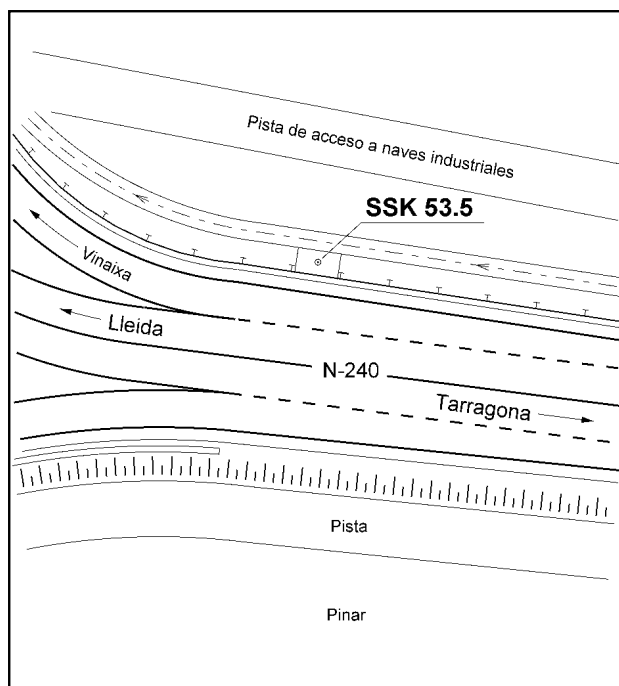 Pista de acceso a naves industriales
SSK 53.5
Vinaixa
Lleida
N-240
Tarragona
Pista
Pinar